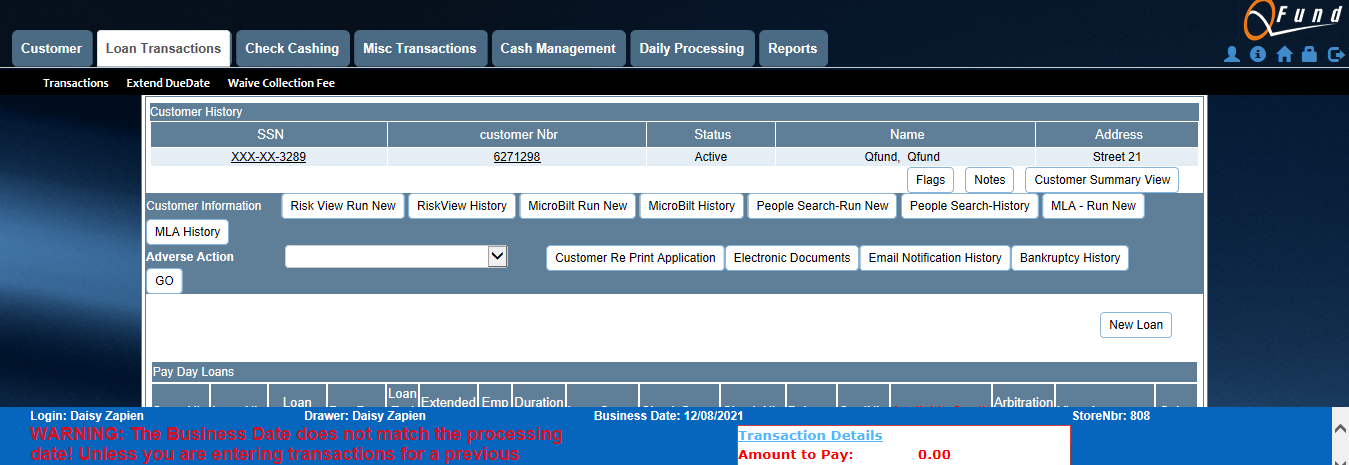 QFund
Customer Loan Transactions Check Cashing Misc Transactions Cash Management Daily Processing Reports
Transactions Extend DueDate Waive Collection Fee
Customer History
SSN customer Nbr Status Name Address
XXX-XX-3289 6271298 Active Qfund, Qfund Street 21
Flags Notes Customer Summary View
Customer Information Risk View Run New RiskView History MicroBilt Run New MicroBilt History People Search-Run New People Search-History MLA - Run New
MLA History
Adverse Action Customer Re Print Application Electronic Documents Email Notification History Bankruptcy History
GO
New Loan
Pay Day Loans
Loan
Loan Extended Emp Duration Arbitration
Login: Daisy Zapien Drawer: Daisy Zapien Business Date: 12/08/2021 StoreNbr: 808
WARNING: The Business Date does not match the processing
date! Unless you are entering transactions for a previous
Transaction Details
Amount to Pay: 0.00